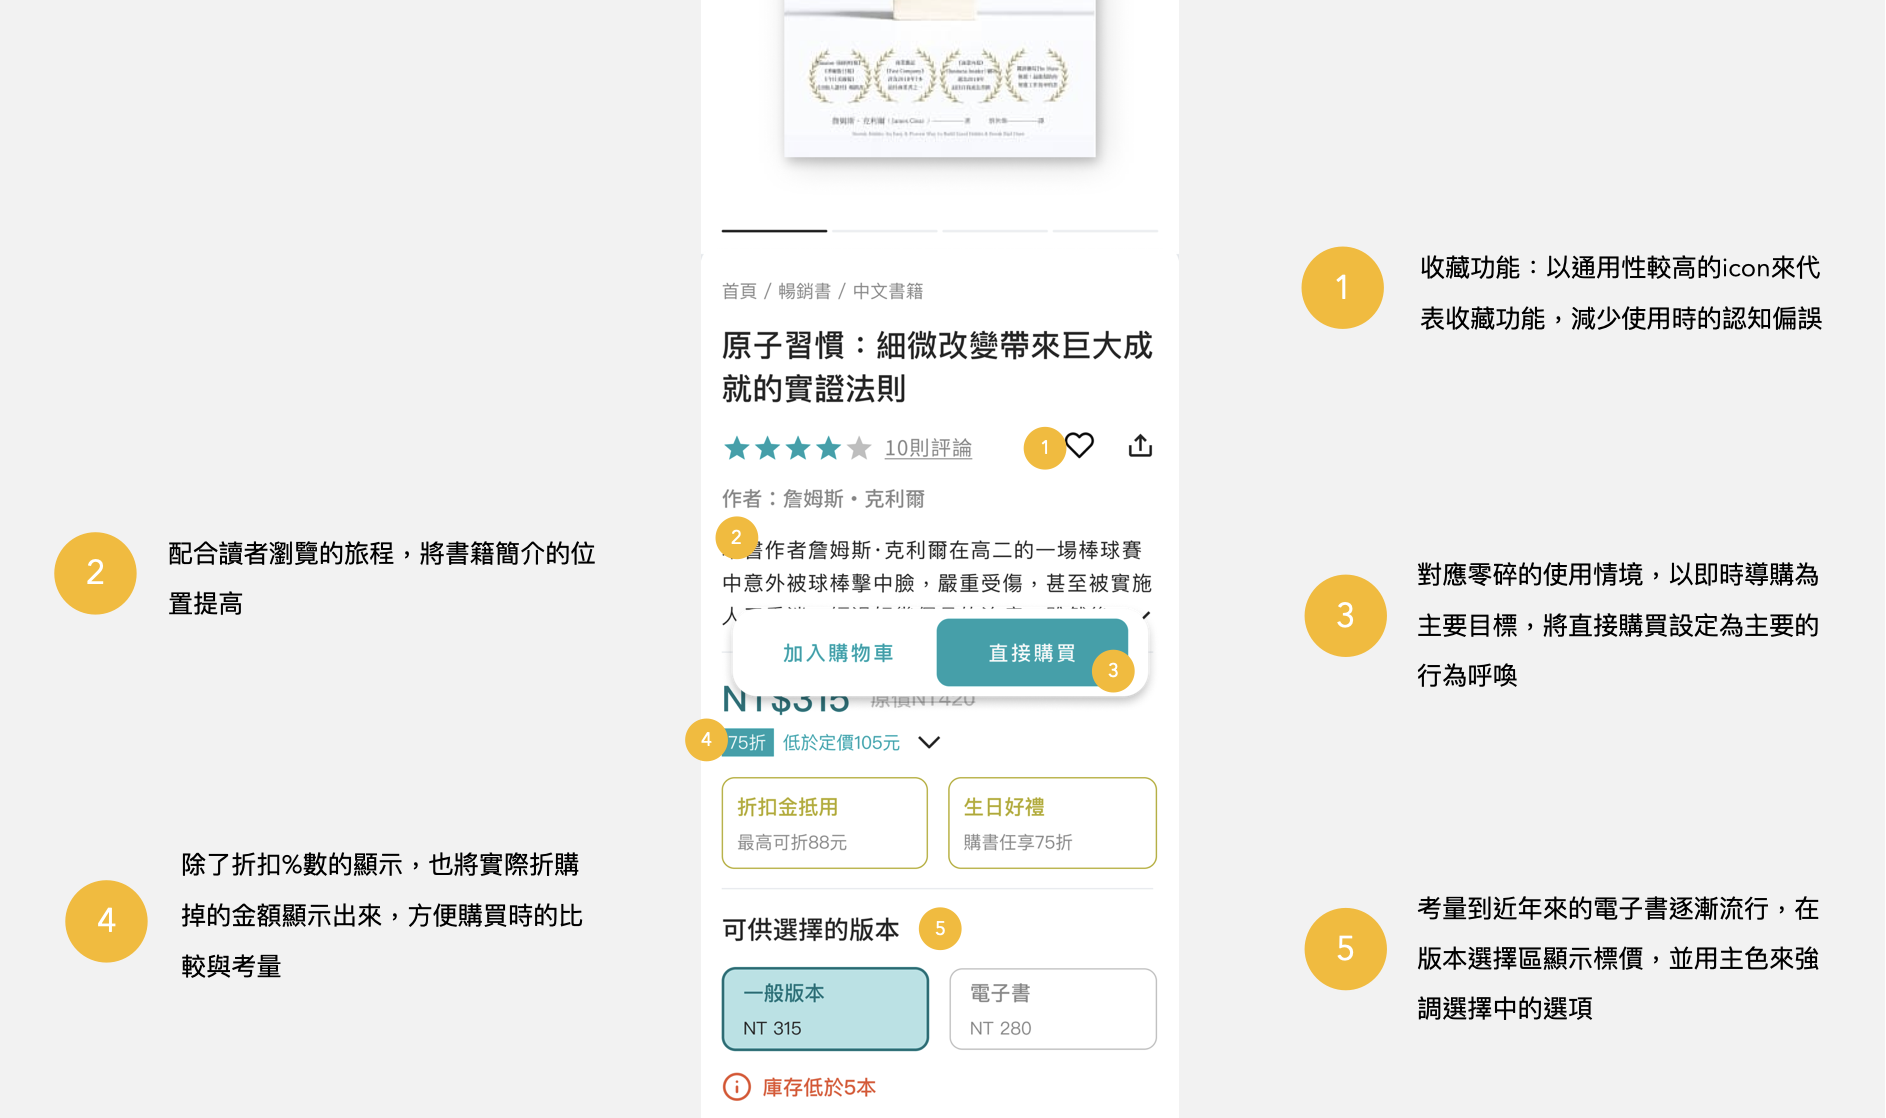 首頁 / 暢銷書 / 中文書籍
原子習慣：細微改變帶來巨大成
就的實證法則
10則評論
1
作者：詹姆斯・克利爾
2
書作者詹姆斯·克利爾在高二的一場棒球賽
中意外被球棒擊中臉，嚴重受傷，甚至被實施
人
加入購物車
直接購買
3
NT$315
原價NT420
4
75折
低於定價105元
折扣金抵用
最高可折88元
生日好禮
購書任享75折
可供選擇的版本
5
一般版本
NT 315
電子書
NT 280
庫存低於5本
1
收藏功能：以通用性較高的icon來代
表收藏功能，減少使用時的認知偏誤
2
配合讀者瀏覽的旅程，將書籍簡介的位
置提高
3
對應零碎的使用情境，以即時導購為
主要目標，將直接購買設定為主要的
行為呼喚
4
除了折扣%數的顯示，也將實際折購
掉的金額顯示出來，方便購買時的比
較與考量
5
考量到近年來的電子書逐漸流行，在
版本選擇區顯示標價，並用主色來強
調選擇中的選項